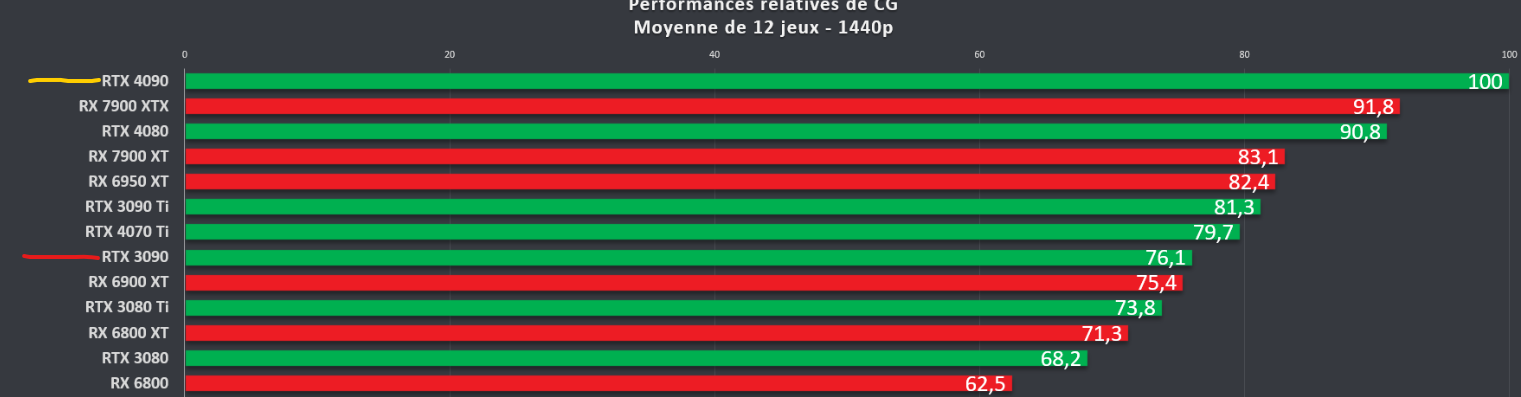 Performances relatives de CG
Moyenne de 12 jeux - 1440p
0 20 40 60 80 100
RTX 4090 100
RX 7900 XTX 91,8
RTX 4080 90,8
RX 7900 XT 83,1
RX 6950 XT 82,4
RTX 3090 Ti 81,3
RTX 4070 Ti 79,7
RTX 3090 76,1
RX 6900 XT 75,4
RTX 3080 Ti 73,8
RX 6800 XT 71,3
RTX 3080 68,2
RX 6800 62,5